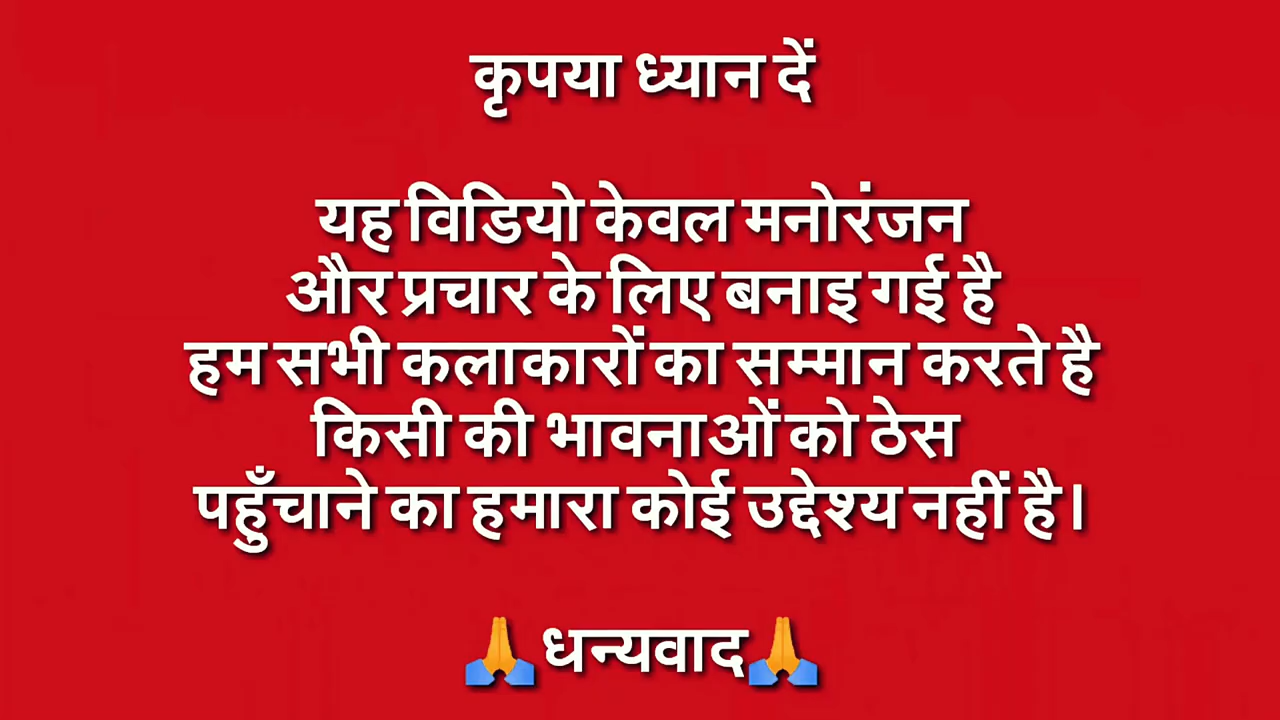 कृपया ध्यान दें
यह विडियो केवल मनोरंजन
और प्रचार के लिए बनाइ गई है
हम सभी कलाकारों का सम्मान करते है
किसी की भावनाओं को ठेस
पहुँचाने का हमारा कोई उद्देश्य नहीं है।
🙏धन्यवाद🙏